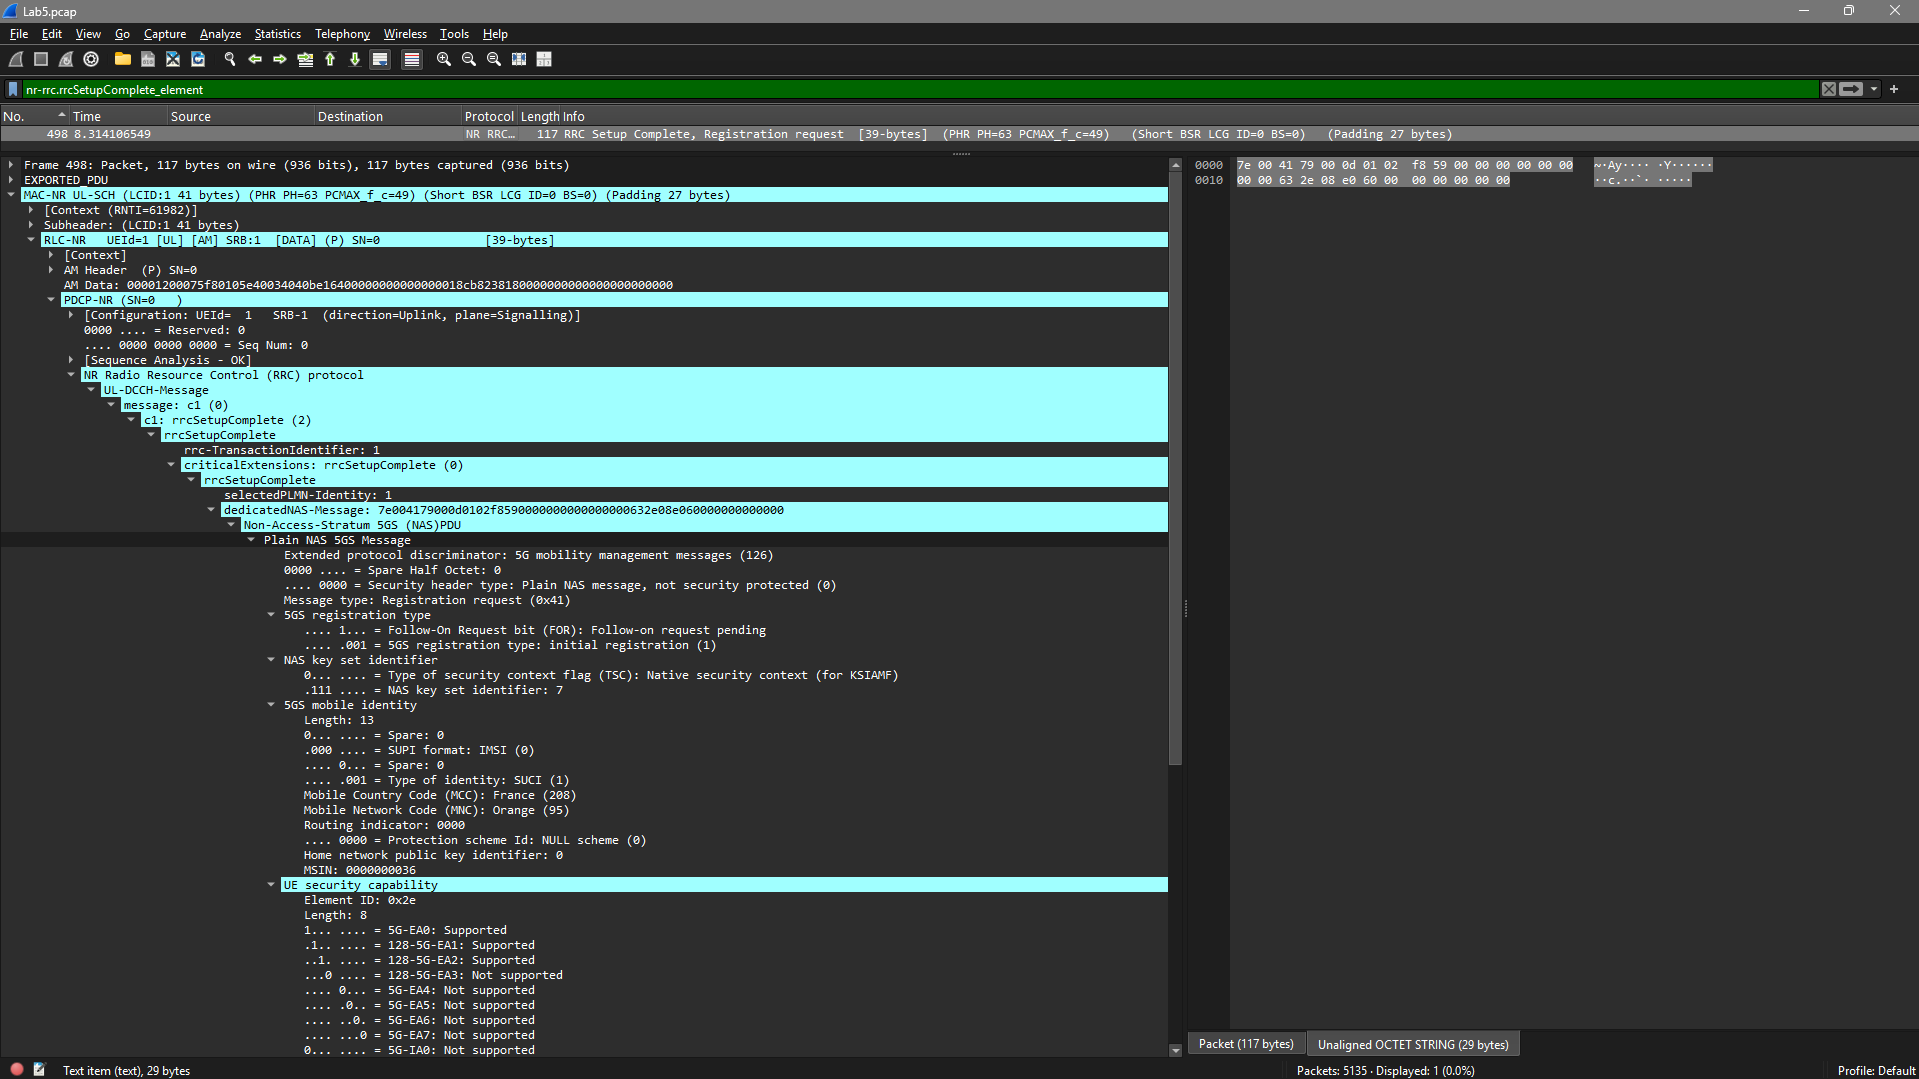 Lab5.pcap
File Edit View Go Capture Analyze Statistics Telephony Wireless Tools Help
nr-rrc.rrcSetupComplete_element
No. Time Source Destination Protocol Length Info
498 8.314106549 NR RRC… 117 RRC Setup Complete, Registration request [39-bytes] (PHR PH=63 PCMAX_f_c=49) (Short BSR LCG ID=0 BS=0) (Padding 27 bytes)
Frame 498: Packet, 117 bytes on wire (936 bits), 117 bytes captured (936 bits)
EXPORTED_PDU
MAC-NR UL-SCH (LCID:1 41 bytes) (PHR PH=63 PCMAX_f_c=49) (Short BSR LCG ID=0 BS=0) (Padding 27 bytes)
[Context (RNTI=61982)]
Subheader: (LCID:1 41 bytes)
RLC-NR UEId=1 [UL] [AM] SRB:1 [DATA] (P) SN=0 [39-bytes]
[Context]
AM Header (P) SN=0
PDCP-NR (SN=0 )
[Configuration: UEId= 1 SRB-1 (direction=Uplink, plane=Signalling)]
0000 .... = Reserved: 0
.... 0000 0000 0000 = Seq Num: 0
[Sequence Analysis - OK]
NR Radio Resource Control (RRC) protocol
UL-DCCH-Message
message: c1 (0)
c1: rrcSetupComplete (2)
rrcSetupComplete
rrc-TransactionIdentifier: 1
criticalExtensions: rrcSetupComplete (0)
rrcSetupComplete
selectedPLMN-Identity: 1
dedicatedNAS-Message: 7e004179000d0102f8590000000000000000632e08e060000000000000
Non-Access-Stratum 5GS (NAS)PDU
Plain NAS 5GS Message
Extended protocol discriminator: 5G mobility management messages (126)
0000 .... = Spare Half Octet: 0
.... 0000 = Security header type: Plain NAS message, not security protected (0)
Message type: Registration request (0x41)
5GS registration type
.... 1... = Follow-On Request bit (FOR): Follow-on request pending
.... .001 = 5GS registration type: initial registration (1)
NAS key set identifier
0... .... = Type of security context flag (TSC): Native security context (for KSIAMF)
.111 .... = NAS key set identifier: 7
5GS mobile identity
Length: 13
0... .... = Spare: 0
.000 .... = SUPI format: IMSI (0)
.... 0... = Spare: 0
.... .001 = Type of identity: SUCI (1)
Mobile Country Code (MCC): France (208)
Mobile Network Code (MNC): Orange (95)
Routing indicator: 0000
.... 0000 = Protection scheme Id: NULL scheme (0)
Home network public key identifier: 0
MSIN: 0000000036
UE security capability
Element ID: 0x2e
Length: 8
1... .... = 5G-EA0: Supported
.1.. .... = 128-5G-EA1: Supported
..1. .... = 128-5G-EA2: Supported
...0 .... = 128-5G-EA3: Not supported
.... 0... = 5G-EA4: Not supported
.... .0.. = 5G-EA5: Not supported
.... ..0. = 5G-EA6: Not supported
.... ...0 = 5G-EA7: Not supported
0... .... = 5G-IA0: Not supported
0000 7e 00 41 79 00 0d 01 02 f8 59 00 00 00 00 00 00 ~·Ay·····Y······
0010 00 00 63 2e 08 e0 60 00 00 00 00 00 00 ··c.··`······
Packet (117 bytes) Unaligned OCTET STRING (29 bytes)
Text item (text), 29 bytes Packets: 5135 · Displayed: 1 (0.0%) Profile: Default